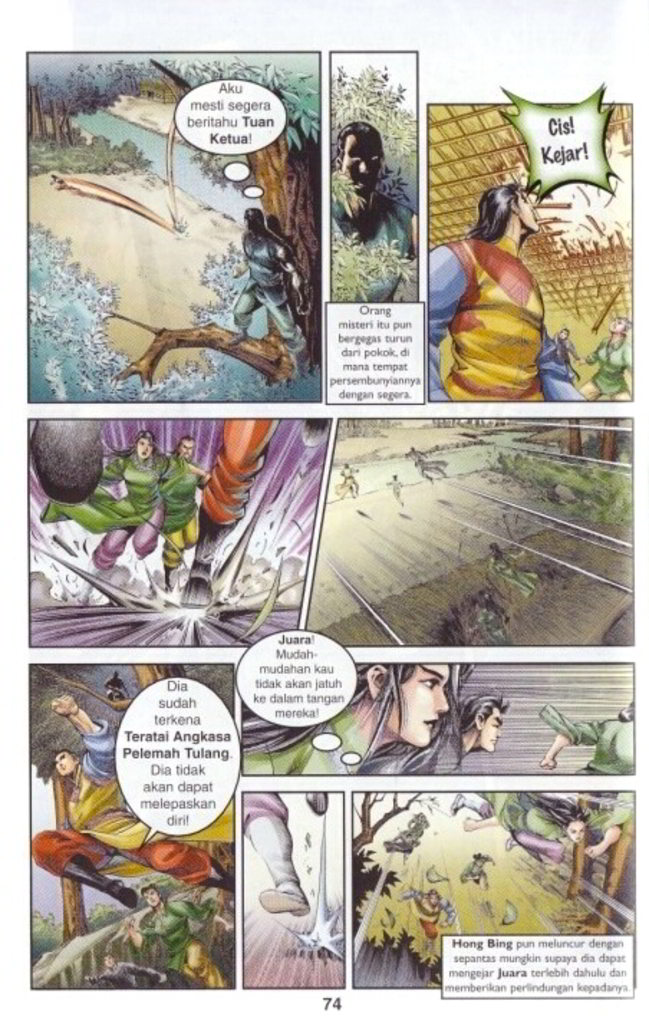 Aku
mesti segera
beritahu Tuan
Ketua!
Orang
misteri itu pun
bergegas turun
dari pokok, di
mana tempat
persembunyiannya
dengan segera.
Cis!
Kejar!
Dia
sudah
terkena
Teratai Angkasa
Pelemah Tulang.
Dia tidak
akan dapat
melepaskan
diri!
Juara!
Mudah-
mudahan kau
tidak akan jatuh
ke dalam tangan
mereka!
Hong Bing pun meluncur dengan
sepantas mungkin supaya dia dapat
mengejar Juara terlebih dahulu dan
memberikan perlindungan kepadanya.
74